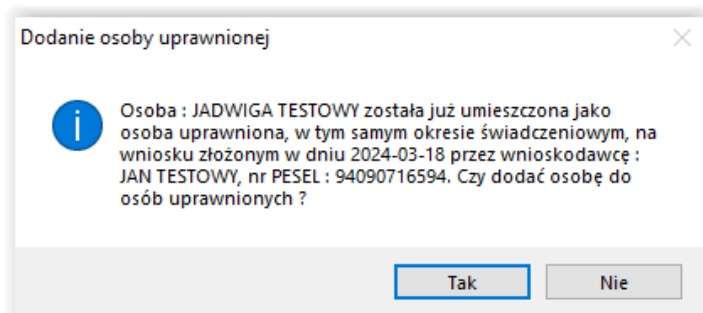 Dodanie osoby uprawnionej
Osoba : JADWIGA TESTOWY została już umieszczona jako
osoba uprawniona, w tym samym okresie świadczeniowym, na
wniosku złożonym w dniu 2024-03-18 przez wnioskodawcę :
JAN TESTOWY, nr PESEL : 94090716594. Czy dodać osobę do
osób uprawnionych ?
Tak
Nie